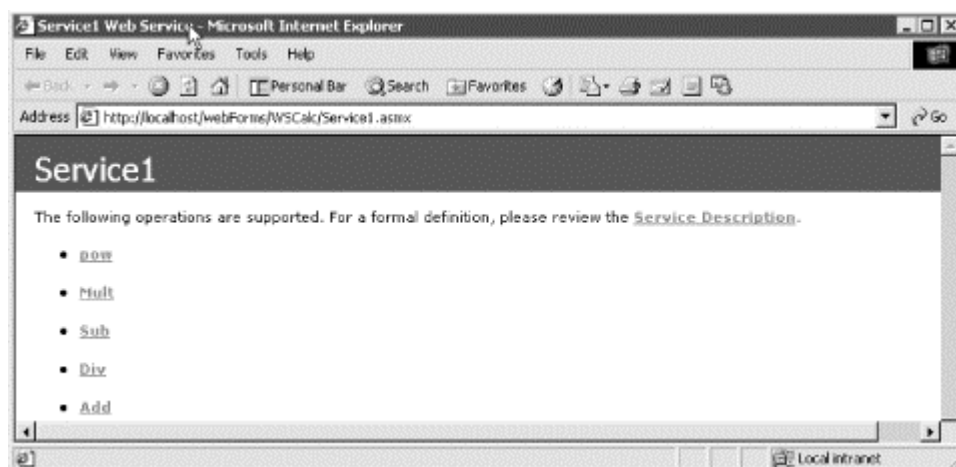 Service1 Web Service - Microsoft Internet Explorer
File Edit View Favorites Tools Help
Back Personal Bar Search Favorites
Address http://localhost/webForms/WSCalc/Service1.asmx Go
Service1
The following operations are supported. For a formal definition, please review the Service Description.
• pow
• Mult
• Sub
• Div
• Add
Local intranet